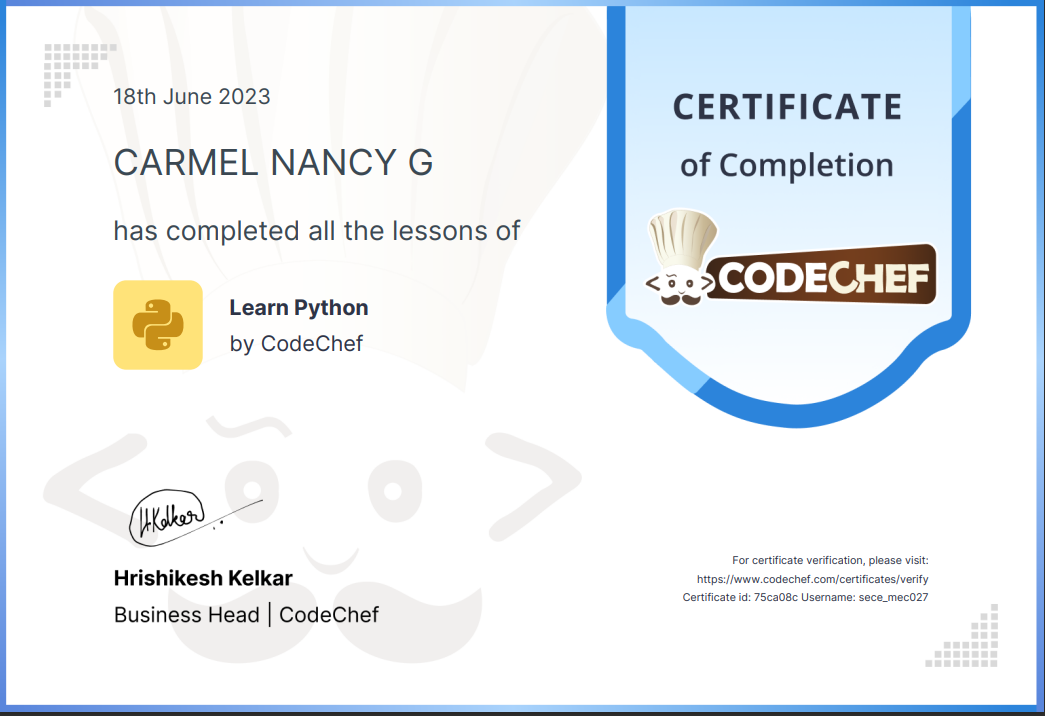 18th June 2023
CARMEL NANCY G
has completed all the lessons of
Learn Python
by CodeChef
CERTIFICATE
of Completion
CODECHEF
H.Kelkar
Hrishikesh Kelkar
Business Head | CodeChef
For certificate verification, please visit:
https://www.codechef.com/certificates/verify
Certificate id: 75ca08c Username: sece_mec027